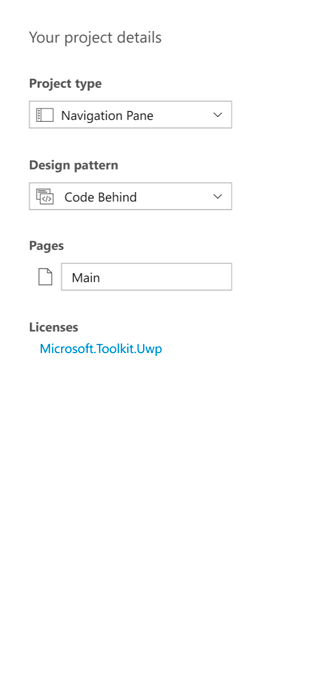 Your project details
Project type
Navigation Pane
Design pattern
Code Behind
Pages
Main
Licenses
Microsoft.Toolkit.Uwp